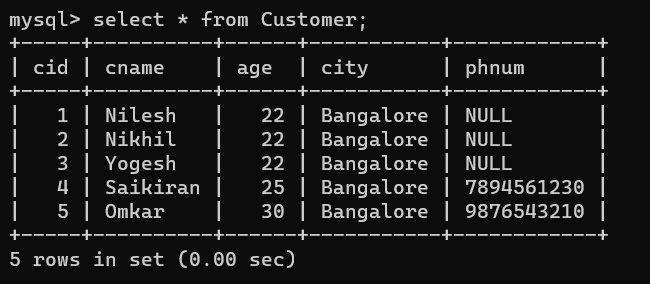 mysql> select * from Customer;
+-----+----------+------+-----------+------------+
| cid | cname    | age  | city      | phnum      |
+-----+----------+------+-----------+------------+
|   1 | Nilesh   |   22 | Bangalore | NULL       |
|   2 | Nikhil   |   22 | Bangalore | NULL       |
|   3 | Yogesh   |   22 | Bangalore | NULL       |
|   4 | Saikiran |   25 | Bangalore | 7894561230 |
|   5 | Omkar    |   30 | Bangalore | 9876543210 |
+-----+----------+------+-----------+------------+
5 rows in set (0.00 sec)